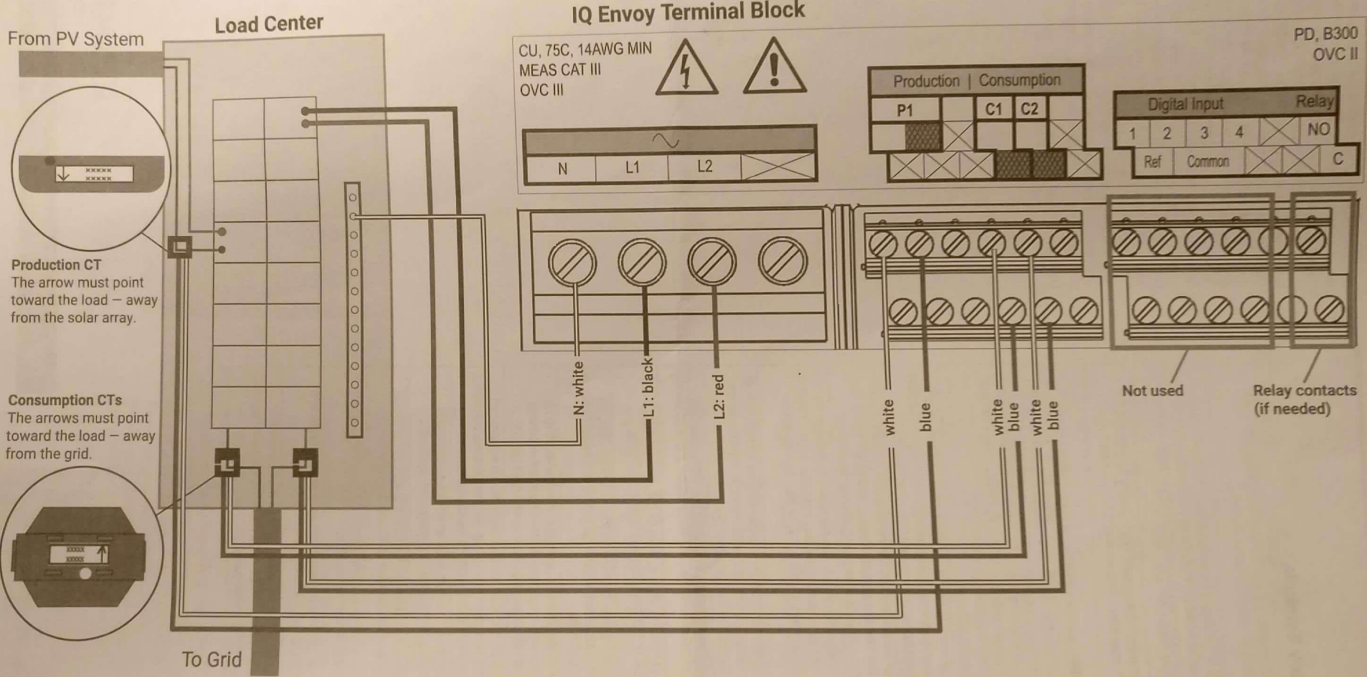 IQ Envoy Terminal Block
Load Center
From PV System
CU, 75C, 14AWG MIN
MEAS CAT III
OVC III
PD, B300
OVC II
Production | Consumption
P1
C1
C2
Digital Input
Relay
1
2
3
4
NO
Ref
Common
C
N
L1
L2
xxxxx
xxxxx
Production CT
The arrow must point
toward the load – away
from the solar array.
Consumption CTs
The arrows must point
toward the load – away
from the grid.
xxxxx
xxxxx
N: white
L1: black
L2: red
white
blue
white
blue
white
blue
Not used
Relay contacts
(if needed)
To Grid